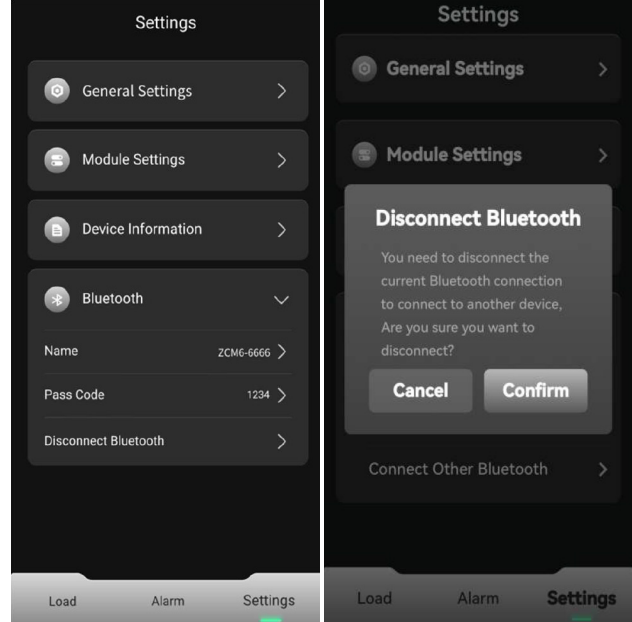 Settings
General Settings
Module Settings
Device Information
Bluetooth
Name ZCM6-6666
Pass Code 1234
Disconnect Bluetooth
Load Alarm Settings
Settings
General Settings
Module Settings
Disconnect Bluetooth
You need to disconnect the
current Bluetooth connection
to connect to another device,
Are you sure you want to
disconnect?
Cancel Confirm
Connect Other Bluetooth
Load Alarm Settings